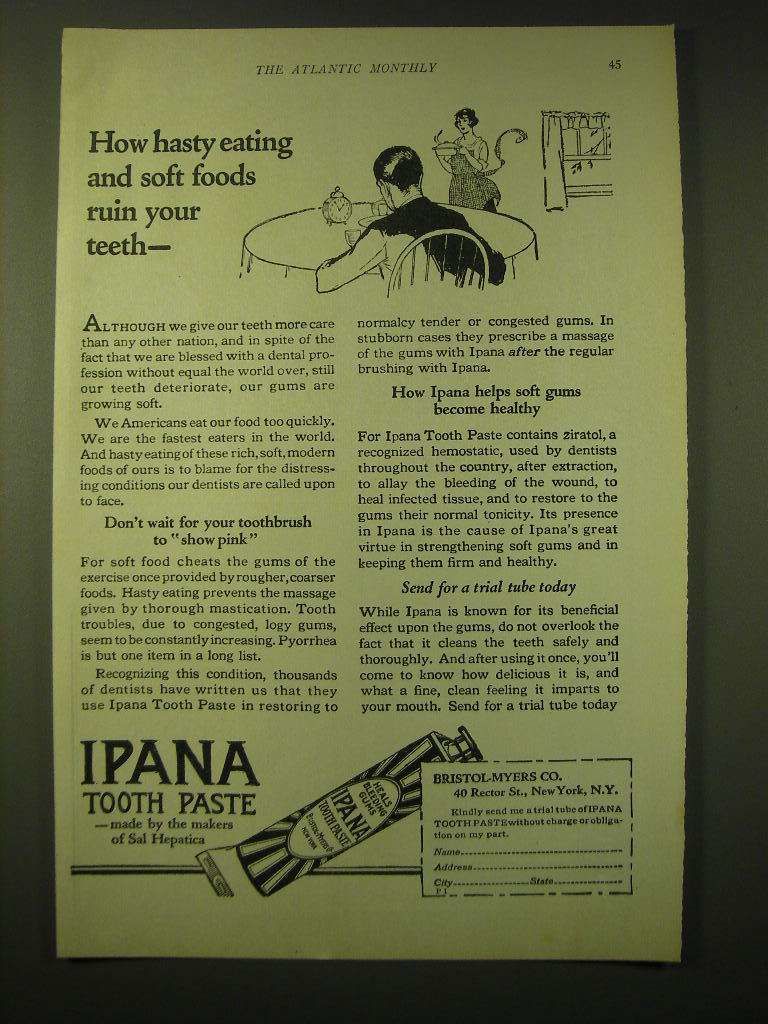 THE ATLANTIC MONTHLY
45
How hasty eating
and soft foods
ruin your
teeth—
ALTHOUGH we give our teeth more care
than any other nation, and in spite of the
fact that we are blessed with a dental pro-
fession without equal the world over, still
our teeth deteriorate, our gums are
growing soft.
We Americans eat our food too quickly.
We are the fastest eaters in the world.
And hasty eating of these rich, soft, modern
foods of ours is to blame for the distress-
ing conditions our dentists are called upon
to face.
Don't wait for your toothbrush
to "show pink"
For soft food cheats the gums of the
exercise once provided by rougher, coarser
foods. Hasty eating prevents the massage
given by thorough mastication. Tooth
troubles, due to congested, logy gums,
seem to be constantly increasing. Pyorrhea
is but one item in a long list.
Recognizing this condition, thousands
of dentists have written us that they
use Ipana Tooth Paste in restoring to
normalcy tender or congested gums. In
stubborn cases they prescribe a massage
of the gums with Ipana after the regular
brushing with Ipana.
How Ipana helps soft gums
become healthy
For Ipana Tooth Paste contains ziratol, a
recognized hemostatic, used by dentists
throughout the country, after extraction,
to allay the bleeding of the wound, to
heal infected tissue, and to restore to the
gums their normal tonicity. Its presence
in Ipana is the cause of Ipana's great
virtue in strengthening soft gums and in
keeping them firm and healthy.
Send for a trial tube today
While Ipana is known for its beneficial
effect upon the gums, do not overlook the
fact that it cleans the teeth safely and
thoroughly. And after using it once, you'll
come to know how delicious it is, and
what a fine, clean feeling it imparts to
your mouth. Send for a trial tube today
IPANA
TOOTH PASTE
—made by the makers
of Sal Hepatica
HEALS
BLEEDING
GUMS
IPANA
TOOTH PASTE
BRISTOL-MYERS CO.
NEW YORK
BRISTOL-MYERS CO.
40 Rector St., New York, N.Y.
Kindly send me a trial tube of IPANA
TOOTH PASTE without charge or obliga-
tion on my part.
Name
Address
City State
P.1